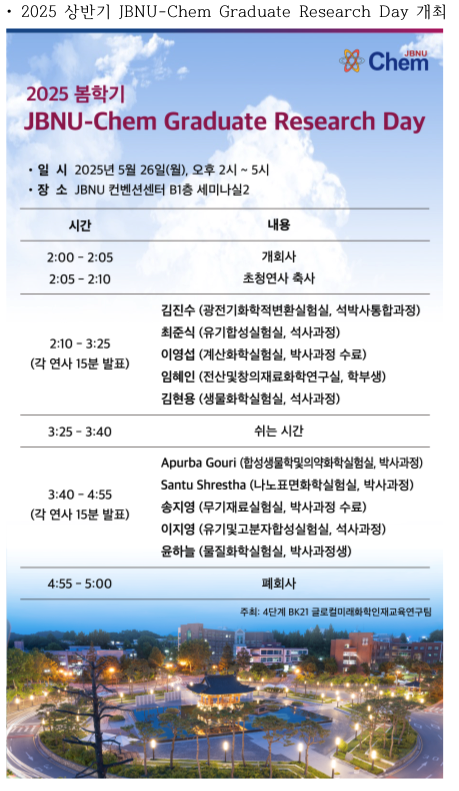 • 2025 상반기 JBNU-Chem Graduate Research Day 개최
JBNU
Chem
2025 봄학기
JBNU-Chem Graduate Research Day
• 일 시 2025년 5월 26일(월), 오후 2시 ~ 5시
• 장 소 JBNU 컨벤션센터 B1층 세미나실2
시간 내용
2:00 – 2:05 개회사
2:05 – 2:10 초청연사 축사
2:10 – 3:25
(각 연사 15분 발표)
김진수 (광전기화학적변환실험실, 석박사통합과정)
최준식 (유기합성실험실, 석사과정)
이영섭 (계산화학실험실, 박사과정 수료)
임혜인 (전산및창의재료화학연구실, 학부생)
김현용 (생물화학실험실, 석사과정)
3:25 – 3:40 쉬는 시간
3:40 – 4:55
(각 연사 15분 발표)
Apurba Gouri (합성생물학및의약화학실험실, 박사과정)
Santu Shrestha (나노표면화학실험실, 박사과정)
송지영 (무기재료실험실, 박사과정 수료)
이지영 (유기및고분자합성실험실, 석사과정)
윤하늘 (물질화학실험실, 박사과정생)
4:55 – 5:00 폐회사
주최: 4단계 BK21 글로컬미래화학인재교육연구팀